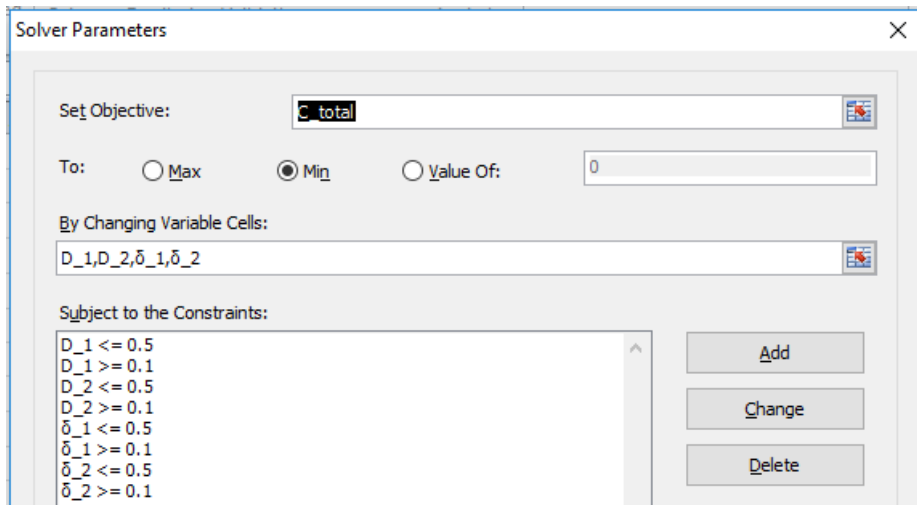 Solver Parameters
Set Objective:
C_total
To:
Max
Min
Value Of:
0
By Changing Variable Cells:
D_1,D_2,δ_1,δ_2
Subject to the Constraints:
D_1 <= 0.5
D_1 >= 0.1
D_2 <= 0.5
D_2 >= 0.1
δ_1 <= 0.5
δ_1 >= 0.1
δ_2 <= 0.5
δ_2 >= 0.1
Add
Change
Delete